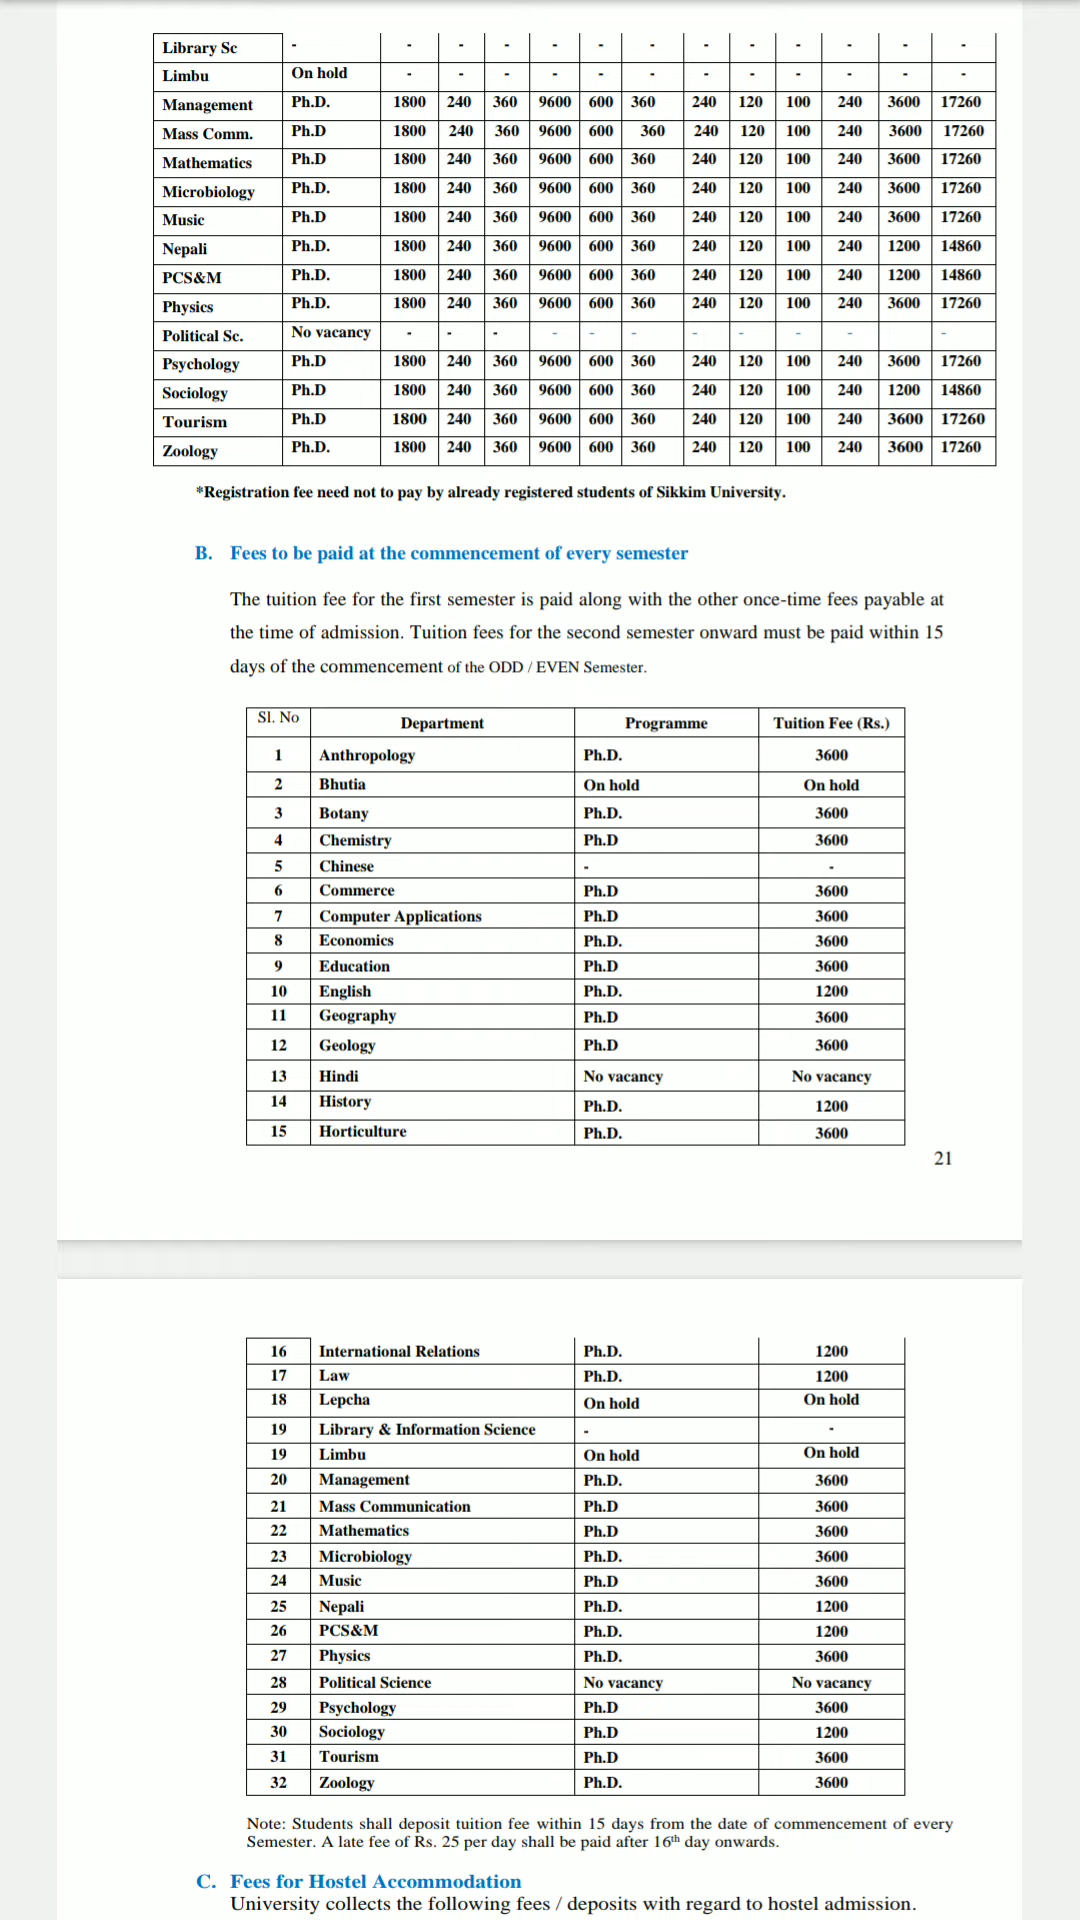 Library Sc - - - - - - - - - - - - -
Limbu On hold - - - - - - - - - - - -
Management Ph.D. 1800 240 360 9600 600 360 240 120 100 240 3600 17260
Mass Comm. Ph.D 1800 240 360 9600 600 360 240 120 100 240 3600 17260
Mathematics Ph.D 1800 240 360 9600 600 360 240 120 100 240 3600 17260
Microbiology Ph.D. 1800 240 360 9600 600 360 240 120 100 240 3600 17260
Music Ph.D 1800 240 360 9600 600 360 240 120 100 240 3600 17260
Nepali Ph.D. 1800 240 360 9600 600 360 240 120 100 240 1200 14860
PCS&M Ph.D. 1800 240 360 9600 600 360 240 120 100 240 1200 14860
Physics Ph.D. 1800 240 360 9600 600 360 240 120 100 240 3600 17260
Political Sc. No vacancy - - - - - - - - - - -
Psychology Ph.D 1800 240 360 9600 600 360 240 120 100 240 3600 17260
Sociology Ph.D 1800 240 360 9600 600 360 240 120 100 240 1200 14860
Tourism Ph.D 1800 240 360 9600 600 360 240 120 100 240 3600 17260
Zoology Ph.D. 1800 240 360 9600 600 360 240 120 100 240 3600 17260
*Registration fee need not to pay by already registered students of Sikkim University.
B. Fees to be paid at the commencement of every semester
The tuition fee for the first semester is paid along with the other once-time fees payable at
the time of admission. Tuition fees for the second semester onward must be paid within 15
days of the commencement of the ODD / EVEN Semester.
Sl. No Department Programme Tuition Fee (Rs.)
1 Anthropology Ph.D. 3600
2 Bhutia On hold On hold
3 Botany Ph.D. 3600
4 Chemistry Ph.D 3600
5 Chinese - -
6 Commerce Ph.D 3600
7 Computer Applications Ph.D 3600
8 Economics Ph.D. 3600
9 Education Ph.D 3600
10 English Ph.D. 1200
11 Geography Ph.D 3600
12 Geology Ph.D 3600
13 Hindi No vacancy No vacancy
14 History Ph.D. 1200
15 Horticulture Ph.D. 3600
21
16 International Relations Ph.D. 1200
17 Law Ph.D. 1200
18 Lepcha On hold On hold
19 Library & Information Science - -
19 Limbu On hold On hold
20 Management Ph.D. 3600
21 Mass Communication Ph.D 3600
22 Mathematics Ph.D 3600
23 Microbiology Ph.D. 3600
24 Music Ph.D 3600
25 Nepali Ph.D. 1200
26 PCS&M Ph.D. 1200
27 Physics Ph.D. 3600
28 Political Science No vacancy No vacancy
29 Psychology Ph.D 3600
30 Sociology Ph.D 1200
31 Tourism Ph.D 3600
32 Zoology Ph.D. 3600
Note: Students shall deposit tuition fee within 15 days from the date of commencement of every
Semester. A late fee of Rs. 25 per day shall be paid after 16th day onwards.
C. Fees for Hostel Accommodation
University collects the following fees / deposits with regard to hostel admission.